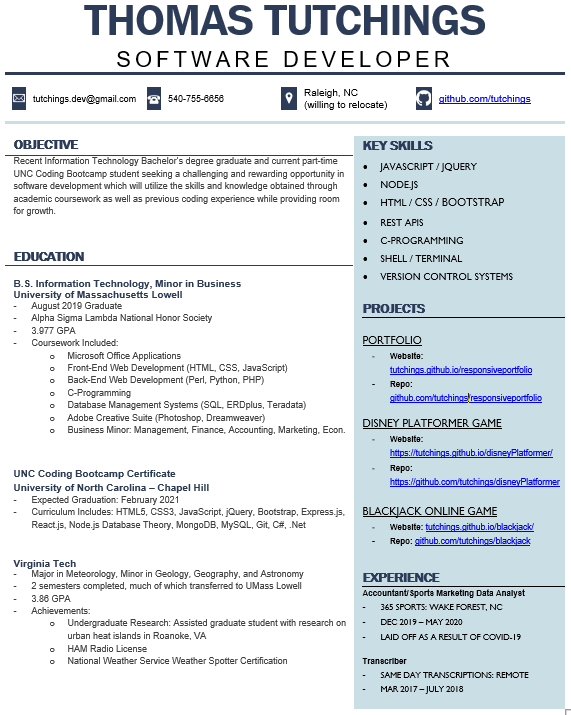 THOMAS TUTCHINGS
SOFTWARE DEVELOPER
tutchings.dev@gmail.com
540-755-6656
Raleigh, NC
(willing to relocate)
github.com/tutchings
OBJECTIVE
Recent Information Technology Bachelor's degree graduate and current part-time
UNC Coding Bootcamp student seeking a challenging and rewarding opportunity in
software development which will utilize the skills and knowledge obtained through
academic coursework as well as previous coding experience while providing room
for growth.
EDUCATION
B.S. Information Technology, Minor in Business
University of Massachusetts Lowell
- August 2019 Graduate
- Alpha Sigma Lambda National Honor Society
- 3.977 GPA
- Coursework Included:
o Microsoft Office Applications
o Front-End Web Development (HTML, CSS, JavaScript)
o Back-End Web Development (Perl, Python, PHP)
o C-Programming
o Database Management Systems (SQL, ERDplus, Teradata)
o Adobe Creative Suite (Photoshop, Dreamweaver)
o Business Minor: Management, Finance, Accounting, Marketing, Econ.
UNC Coding Bootcamp Certificate
University of North Carolina – Chapel Hill
- Expected Graduation: February 2021
- Curriculum Includes: HTML5, CSS3, JavaScript, jQuery, Bootstrap, Express.js,
React.js, Node.js Database Theory, MongoDB, MySQL, Git, C#, .Net
Virginia Tech
- Major in Meteorology, Minor in Geology, Geography, and Astronomy
- 2 semesters completed, much of which transferred to UMass Lowell
- 3.86 GPA
- Achievements:
o Undergraduate Research: Assisted graduate student with research on
urban heat islands in Roanoke, VA
o HAM Radio License
o National Weather Service Weather Spotter Certification
KEY SKILLS
• JAVASCRIPT / JQUERY
• NODE.JS
• HTML / CSS / BOOTSTRAP
• REST APIS
• C-PROGRAMMING
• SHELL / TERMINAL
• VERSION CONTROL SYSTEMS
PROJECTS
PORTFOLIO
- Website:
tutchings.github.io/responsiveportfolio
- Repo:
github.com/tutchings/responsiveportfolio
DISNEY PLATFORMER GAME
- Website:
https://tutchings.github.io/disneyPlatformer/
- Repo:
https://github.com/tutchings/disneyPlatformer
BLACKJACK ONLINE GAME
- Website: tutchings.github.io/blackjack/
- Repo: github.com/tutchings/blackjack
EXPERIENCE
Accountant/Sports Marketing Data Analyst
- 365 SPORTS: WAKE FOREST, NC
- DEC 2019 – MAY 2020
- LAID OFF AS A RESULT OF COVID-19
Transcriber
- SAME DAY TRANSCRIPTIONS: REMOTE
- MAR 2017 – JULY 2018